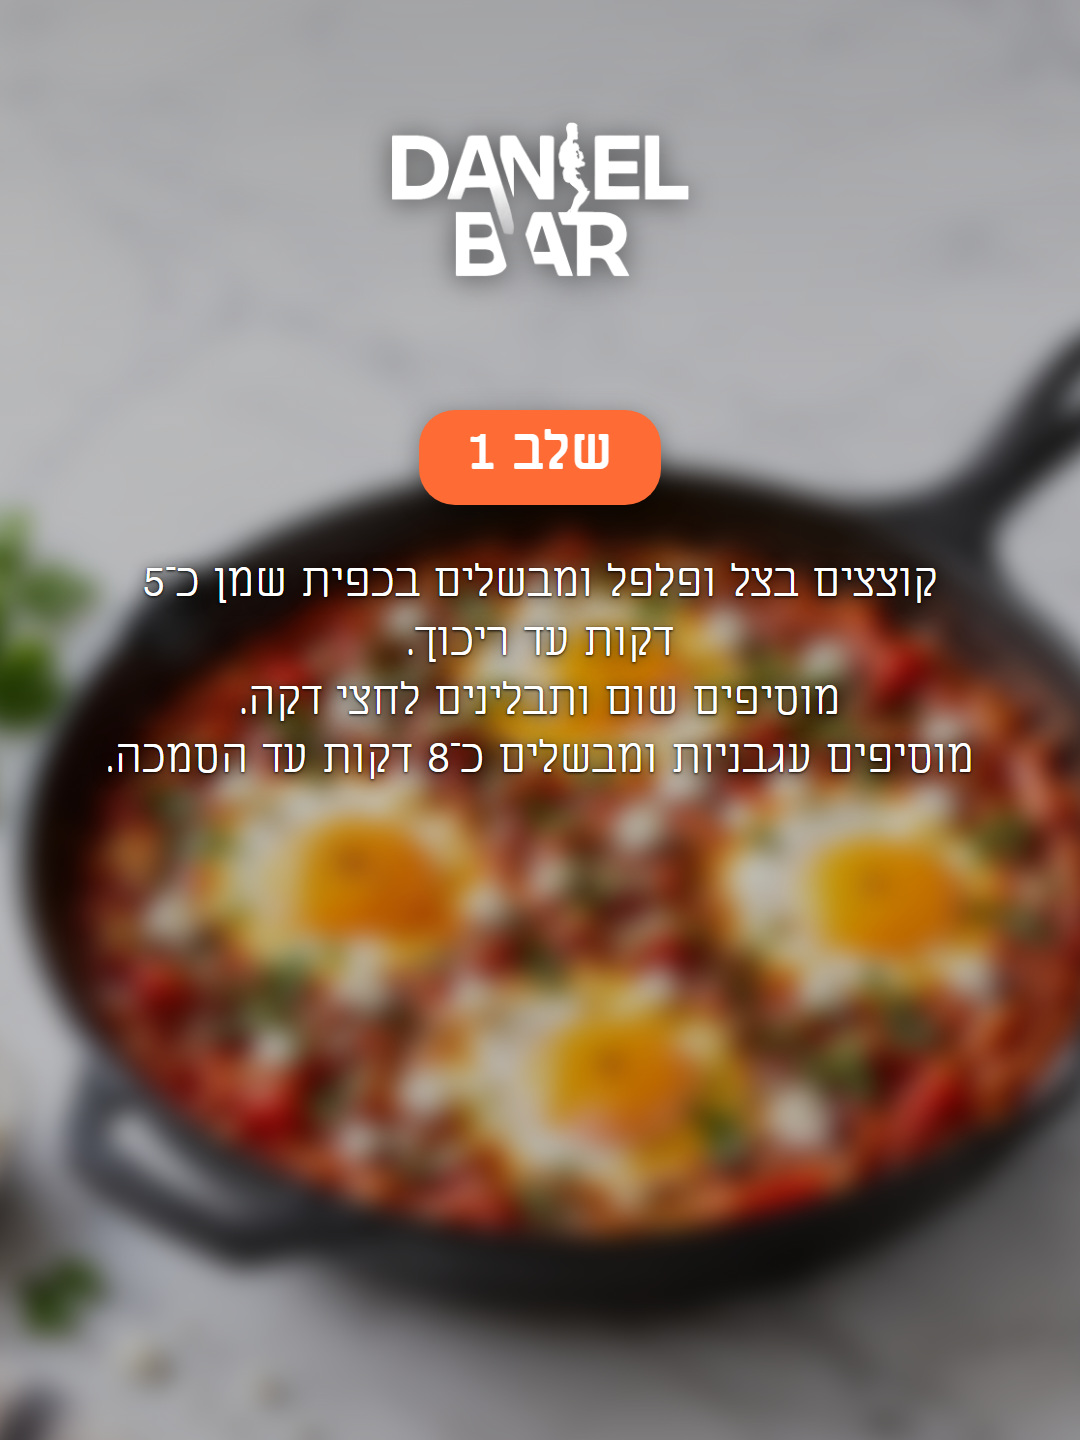 DANIEL
BAR
שלב 1
קוצצים בצל ופלפל ומבשלים בכפית שמן כ־5
דקות עד ריכוך.
מוסיפים שום ותבלינים לחצי דקה.
מוסיפים עגבניות ומבשלים כ־8 דקות עד הסמכה.